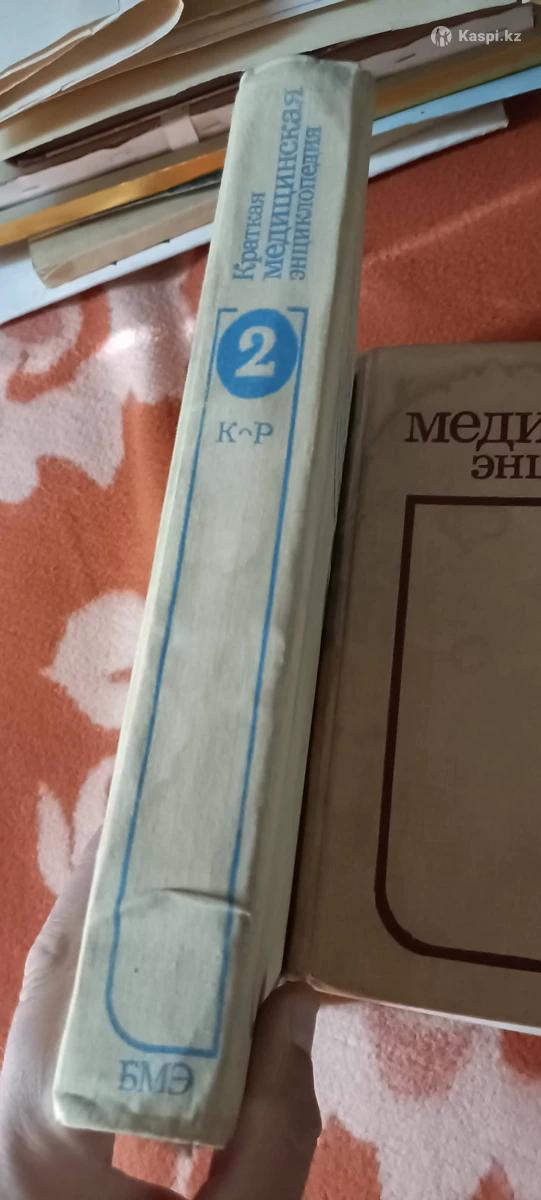 Kaspi.kz
Краткая
медицинская
энциклопедия
2
К-Р
БМЭ
меди
энц